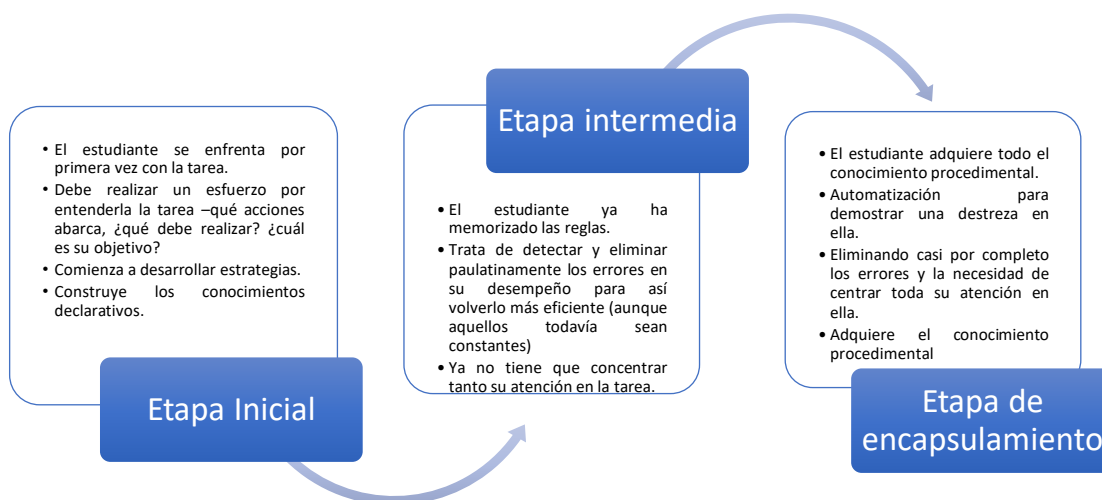 • El estudiante se enfrenta por
primera vez con la tarea.
• Debe realizar un esfuerzo por
entenderla la tarea –qué acciones
abarca, ¿qué debe realizar? ¿cuál
es su objetivo?
• Comienza a desarrollar estrategias.
• Construye los conocimientos
declarativos.
Etapa Inicial
Etapa intermedia
• El estudiante ya ha
memorizado las reglas.
• Trata de detectar y eliminar
paulatinamente los errores en
su desempeño para así
volverlo más eficiente (aunque
aquellos todavía sean
constantes)
• Ya no tiene que concentrar
tanto su atención en la tarea.
• El estudiante adquiere todo el
conocimiento procedimental.
• Automatización para
demostrar una destreza en
ella.
• Eliminando casi por completo
los errores y la necesidad de
centrar toda su atención en
ella.
• Adquiere el conocimiento
procedimental
Etapa de
encapsulamiento